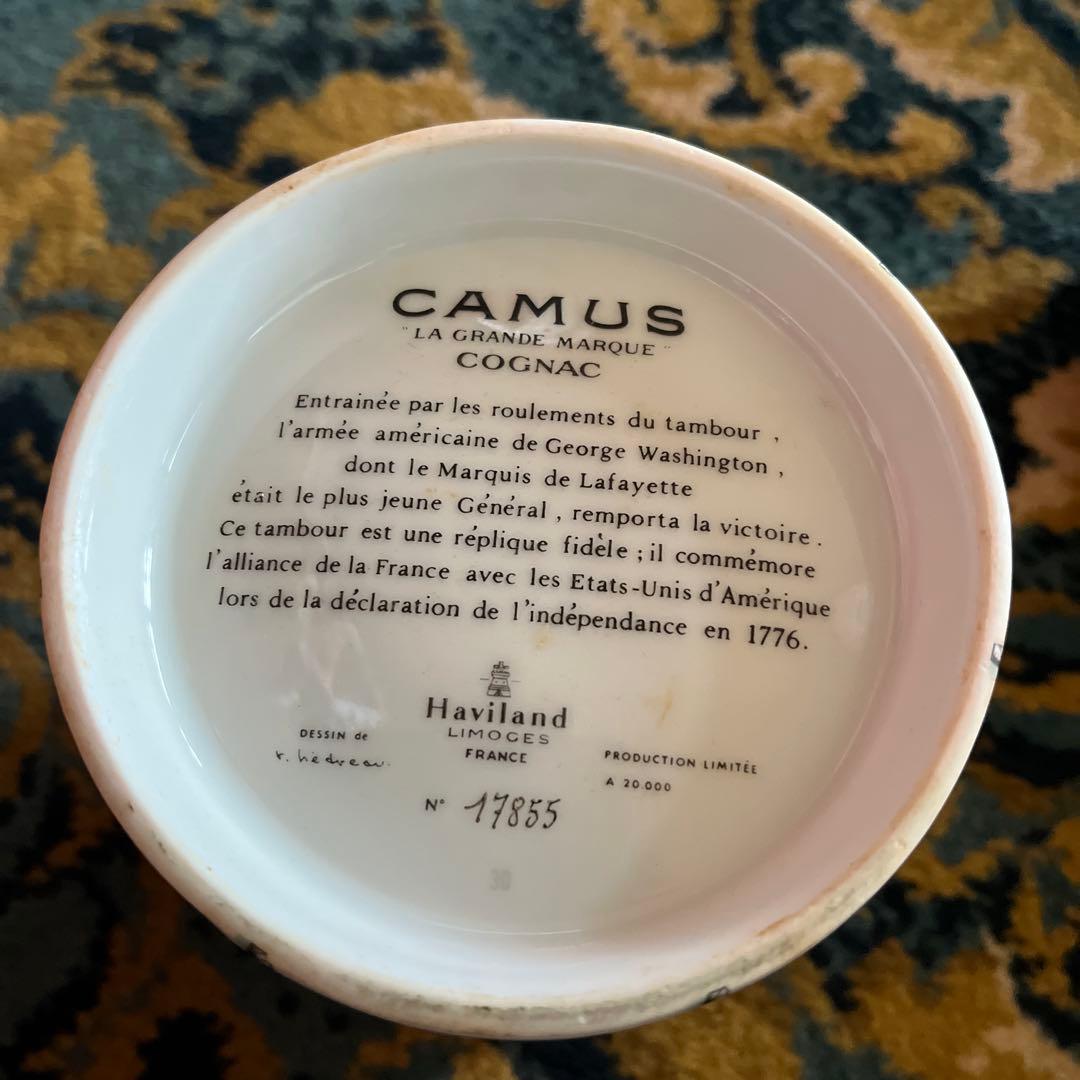 CAMUS
"LA GRANDE MARQUE"
COGNAC
Entrainée par les roulements du tambour ,
l'armée américaine de George Washington ,
dont le Marquis de Lafayette
était le plus jeune Général , remporta la victoire .
Ce tambour est une réplique fidèle ; il commémore
l'alliance de la France avec les Etats-Unis d'Amérique
lors de la déclaration de l'indépendance en 1776.
Haviland
LIMOGES
FRANCE
DESSIN de
r. hédreau.
PRODUCTION LIMITÉE
A 20.000
N° 17855
30